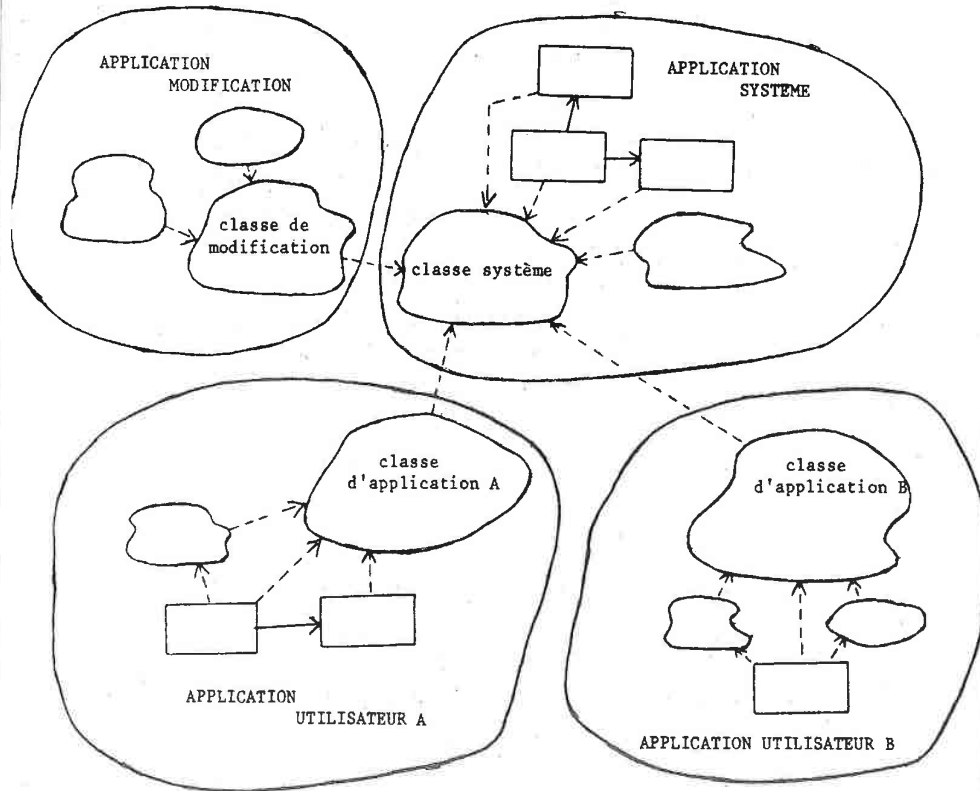 APPLICATION
MODIFICATION
APPLICATION
SYSTEME
classe de
modification
classe système
classe
d'application A
classe
d'application B
APPLICATION
UTILISATEUR A
APPLICATION UTILISATEUR B